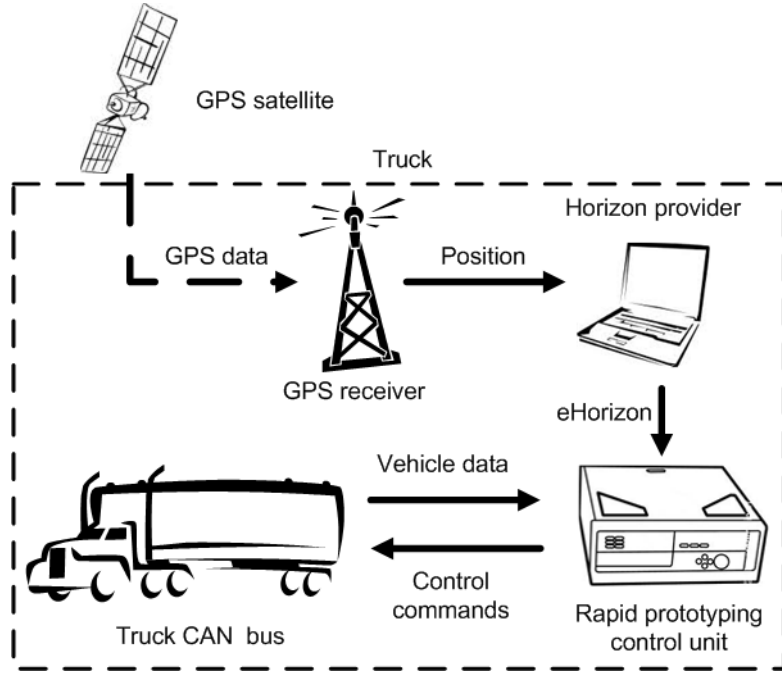 GPS satellite
Truck
Horizon provider
GPS data
Position
GPS receiver
eHorizon
Vehicle data
Control
commands
Truck CAN bus
Rapid prototyping
control unit